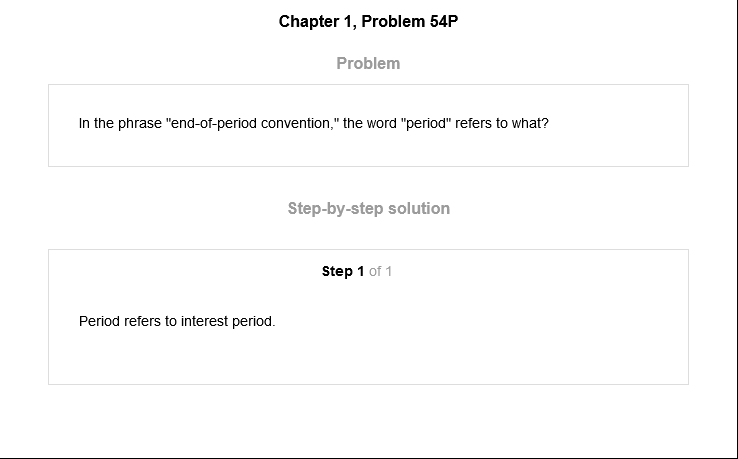 Chapter 1, Problem 54P
Problem
In the phrase "end-of-period convention," the word "period" refers to what?
Step-by-step solution
Step 1 of 1
Period refers to interest period.